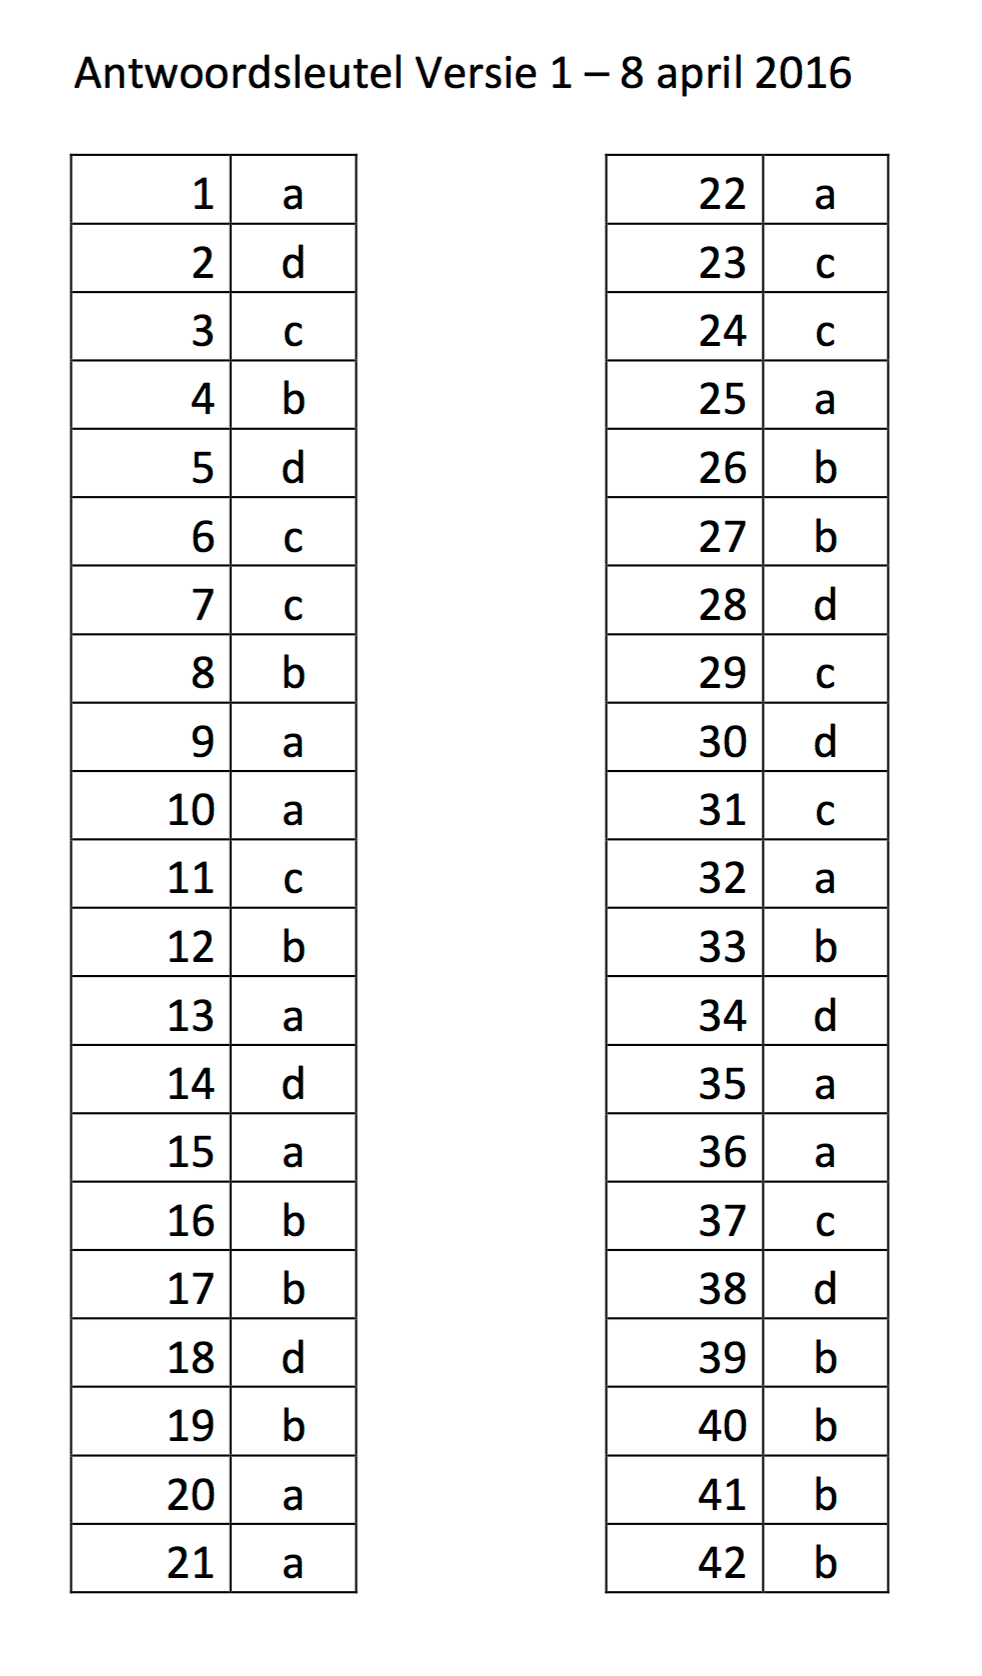 Antwoordsleutel Versie 1 – 8 april 2016
1 a 22 a
2 d 23 c
3 c 24 c
4 b 25 a
5 d 26 b
6 c 27 b
7 c 28 d
8 b 29 c
9 a 30 d
10 a 31 c
11 c 32 a
12 b 33 b
13 a 34 d
14 d 35 a
15 a 36 a
16 b 37 c
17 b 38 d
18 d 39 b
19 b 40 b
20 a 41 b
21 a 42 b